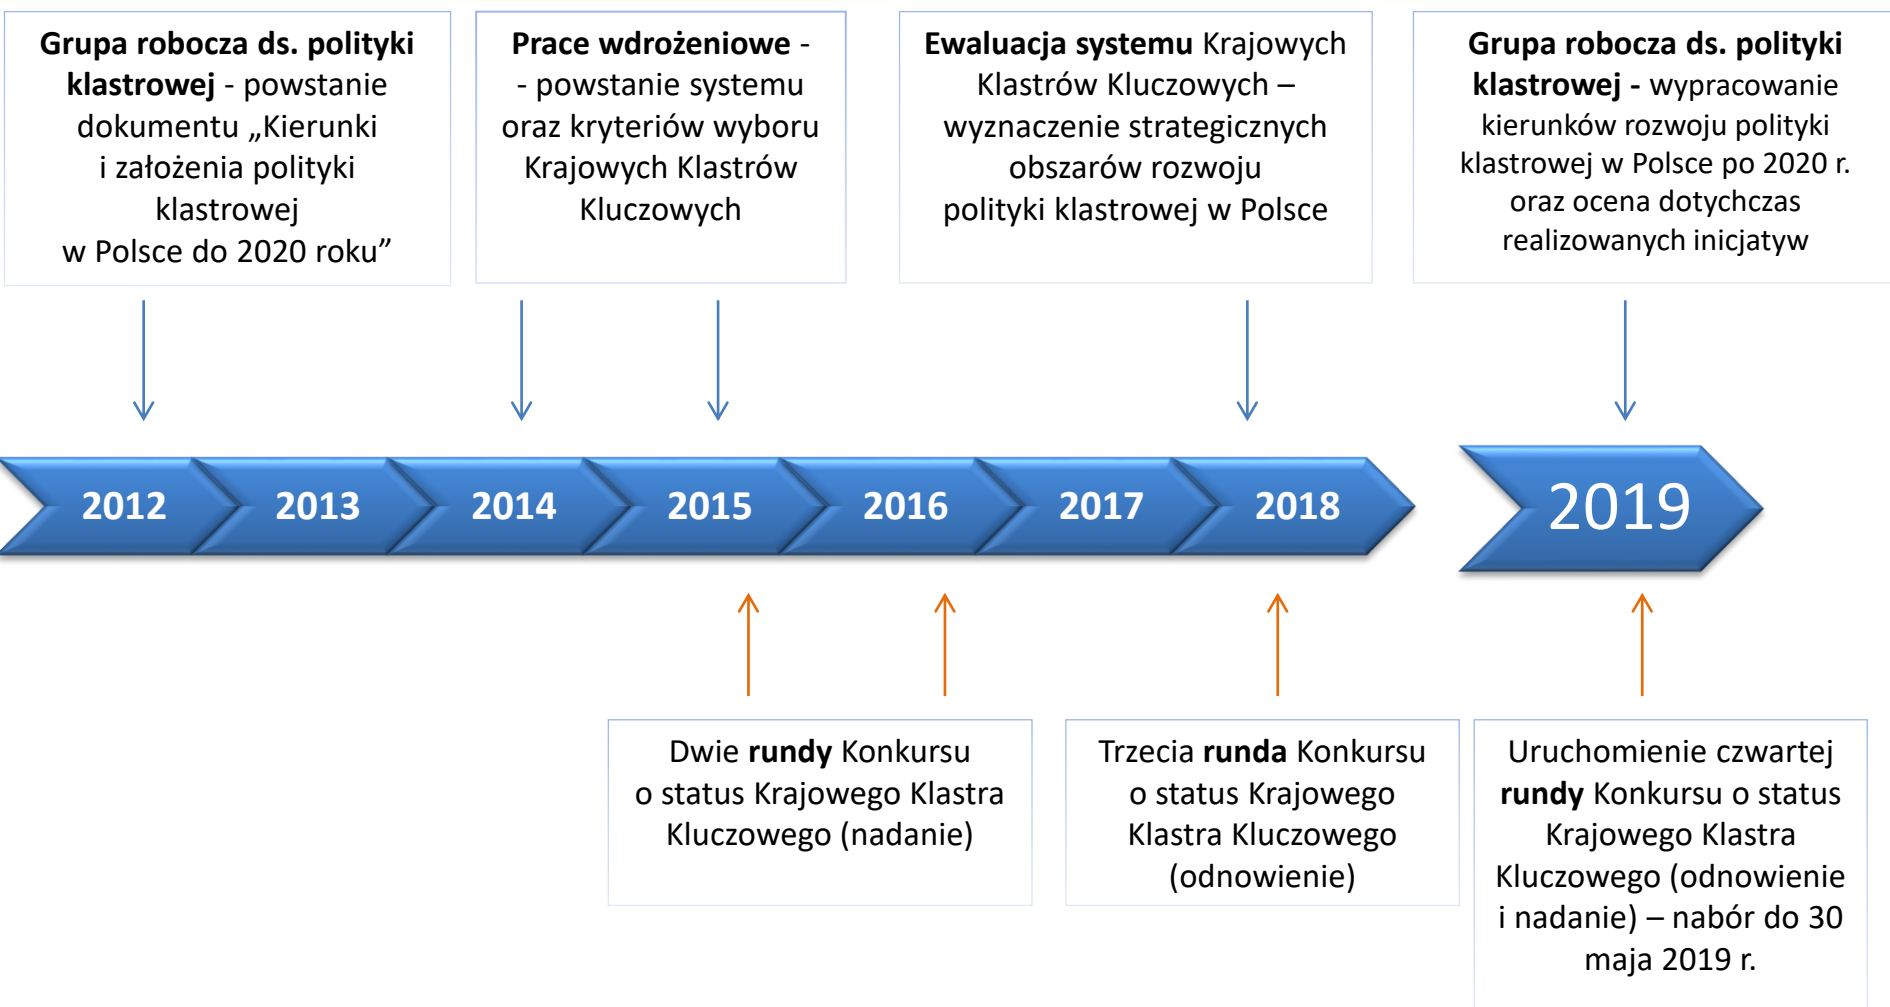 Grupa robocza ds. polityki
klastrowej - powstanie
dokumentu „Kierunki
i założenia polityki
klastrowej
w Polsce do 2020 roku”
Prace wdrożeniowe -
- powstanie systemu
oraz kryteriów wyboru
Krajowych Klastrów
Kluczowych
Ewaluacja systemu Krajowych
Klastrów Kluczowych –
wyznaczenie strategicznych
obszarów rozwoju
polityki klastrowej w Polsce
Grupa robocza ds. polityki
klastrowej - wypracowanie
kierunków rozwoju polityki
klastrowej w Polsce po 2020 r.
oraz ocena dotychczas
realizowanych inicjatyw
2012
2013
2014
2015
2016
2017
2018
2019
Dwie rundy Konkursu
o status Krajowego Klastra
Kluczowego (nadanie)
Trzecia runda Konkursu
o status Krajowego
Klastra Kluczowego
(odnowienie)
Uruchomienie czwartej
rundy Konkursu o status
Krajowego Klastra
Kluczowego (odnowienie
i nadanie) – nabór do 30
maja 2019 r.